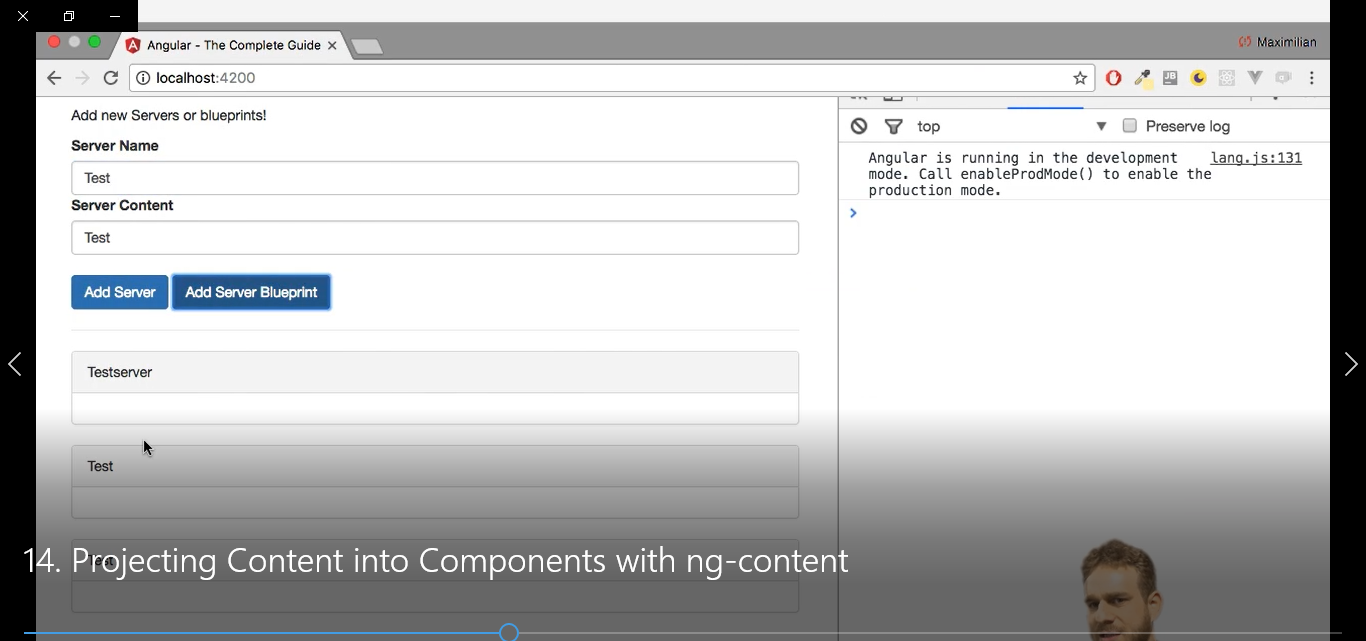 Angular - The Complete Guide
Maximilian
localhost:4200
JB
Add new Servers or blueprints!
Server Name
Test
Server Content
Test
Add Server
Add Server Blueprint
Testserver
Test
Test
14. Projecting Content into Components with ng-content
top
Preserve log
Angular is running in the development
lang.js:131
mode. Call enableProdMode() to enable the
production mode.